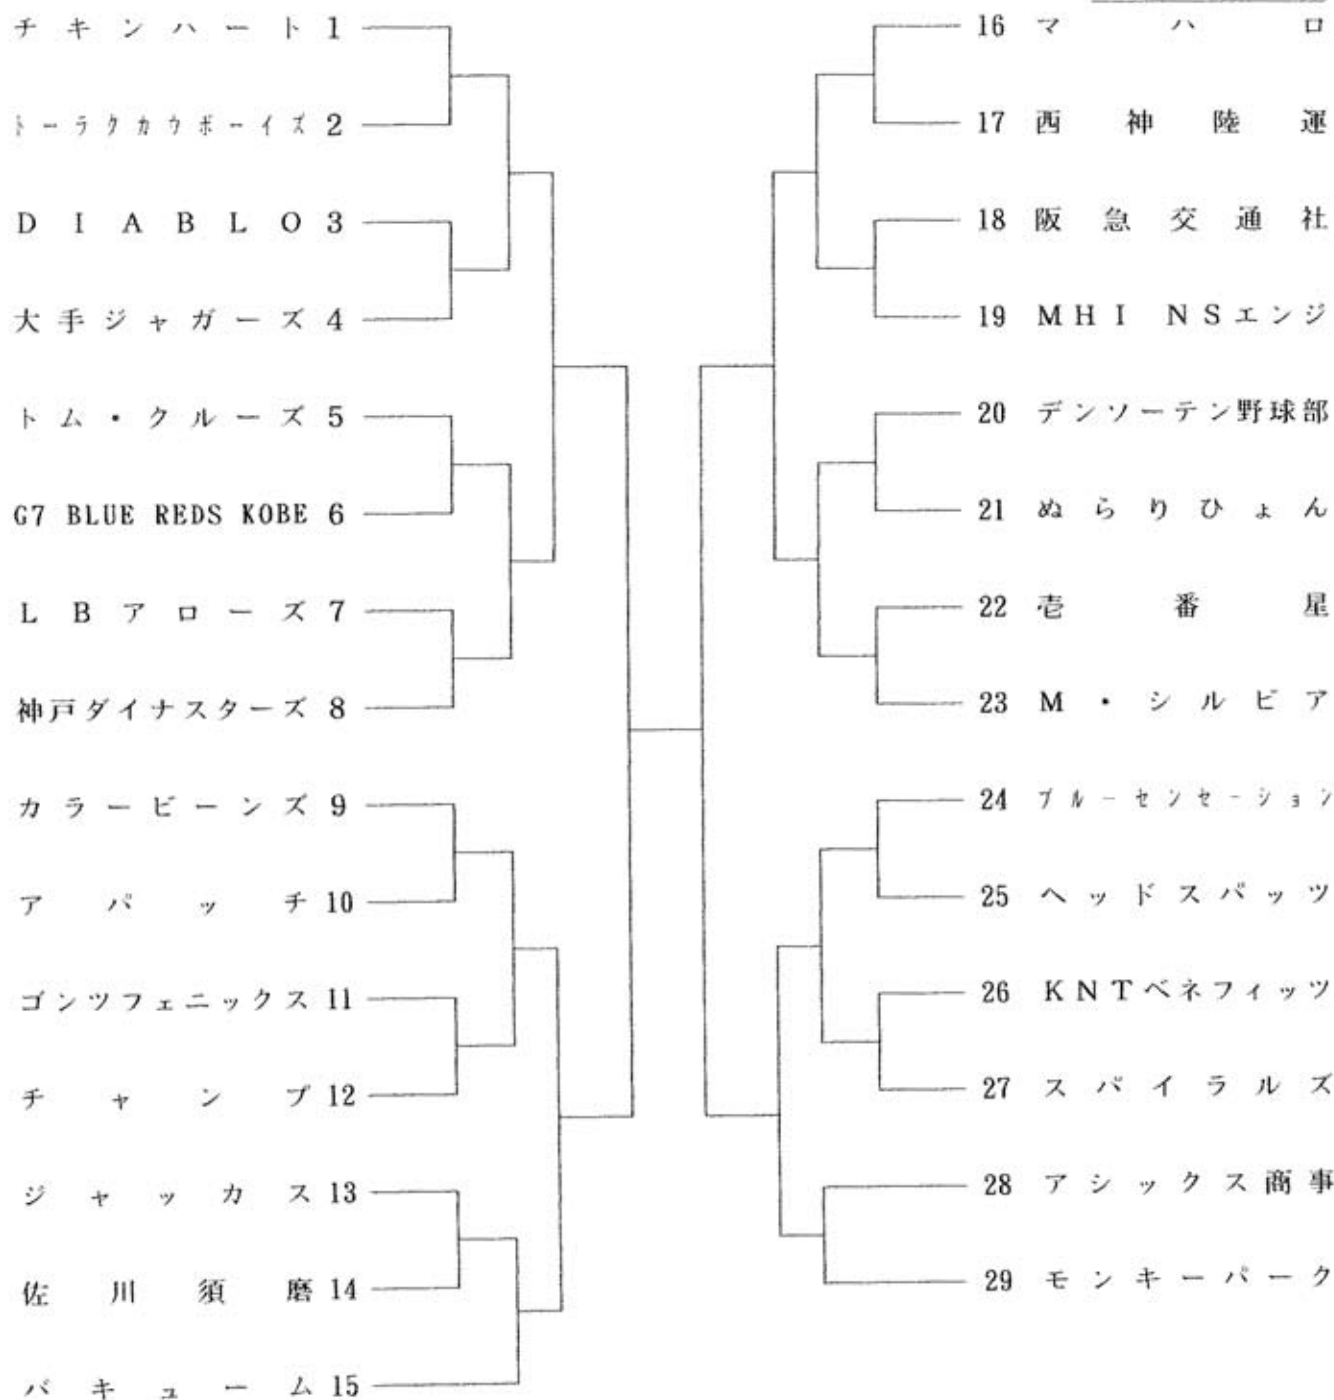 チキンハート 1
トーラクカウボーイズ 2
DIABLO 3
大手ジャガーズ 4
トム・クルーズ 5
G7 BLUE REDS KOBE 6
LBアローズ 7
神戸ダイナスターズ 8
カラービーンズ 9
アパッチ 10
ゴンツフェニックス 11
チャンプ 12
ジャッカス 13
佐川須磨 14
バキューム 15
16 マハロ
17 西神陸運
18 阪急交通社
19 MHI NSエンジ
20 デンソーテン野球部
21 ぬらりひょん
22 壱番星
23 M・シルビア
24 ブルーセンセーション
25 ヘッドスパッツ
26 KNTベネフィッツ
27 スパイラルズ
28 アシックス商事
29 モンキーパーク